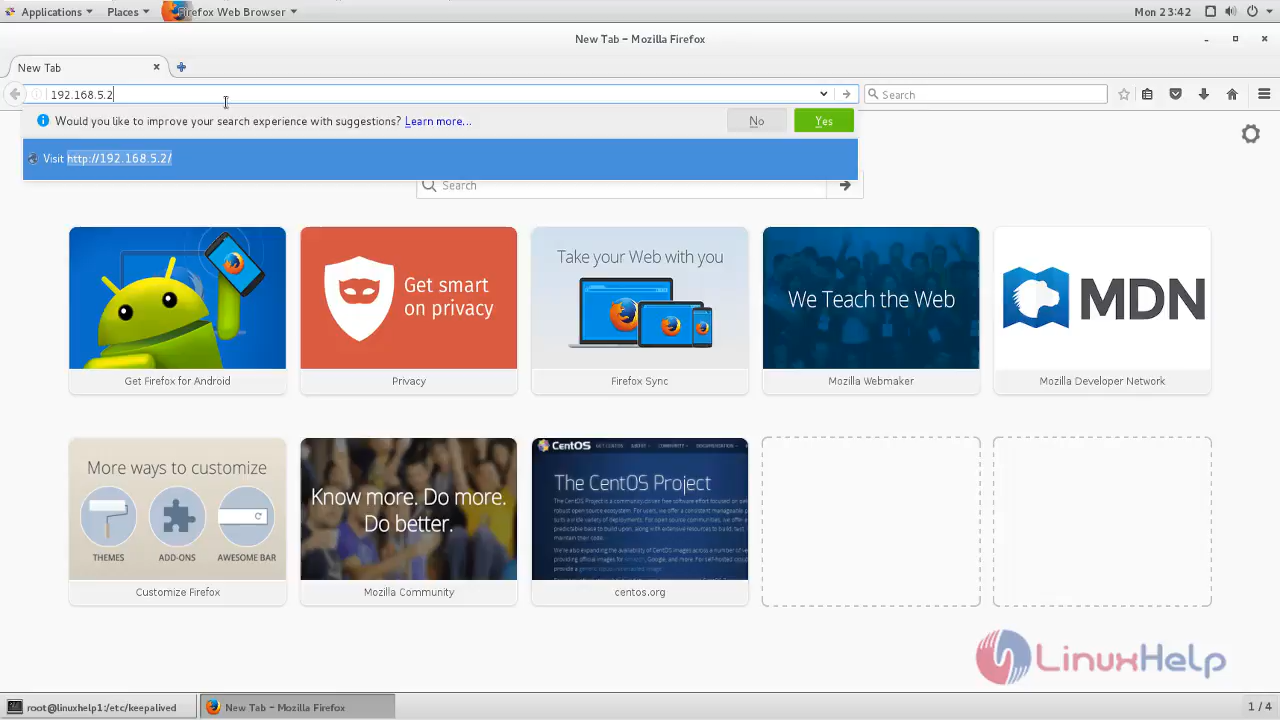 Applications Places Firefox Web Browser Mon 23:42
New Tab – Mozilla Firefox
New Tab
192.168.5.2 Search
Would you like to improve your search experience with suggestions? Learn more... No Yes
Visit http://192.168.5.2/
Search
Get smart on privacy
Take your Web with you
We Teach the Web
MDN
Get Firefox for Android
Privacy
Firefox Sync
Mozilla Webmaker
Mozilla Developer Network
More ways to customize
THEMES ADD-ONS AWESOME BAR
Know more. Do more.
Do better.
CentOS
The CentOS Project
Customize Firefox
Mozilla Community
centos.org
LinuxHelp
root@linuxhelp1:/etc/keepalived New Tab – Mozilla Firefox 1 / 4